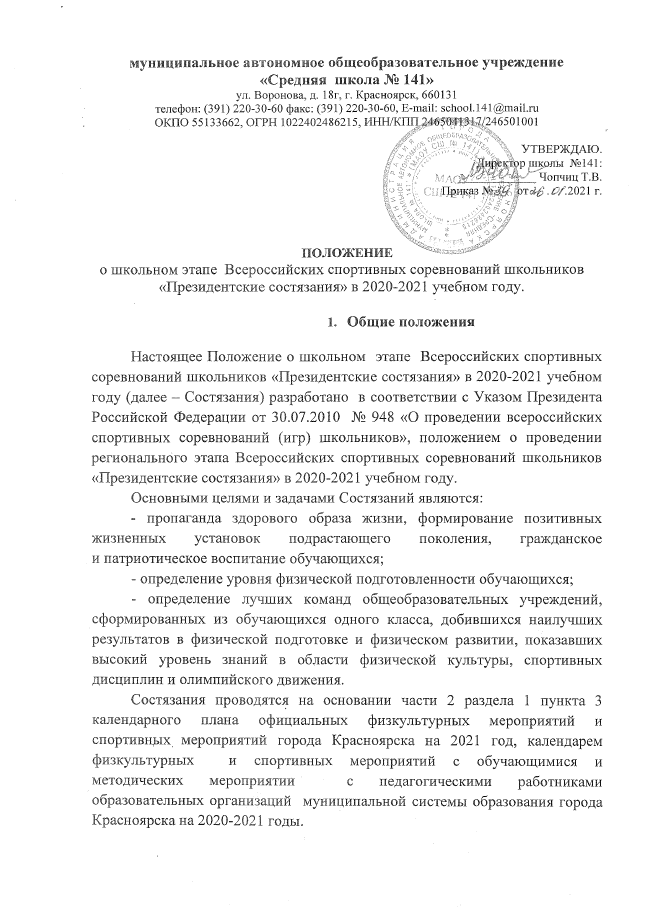 муниципальное автономное общеобразовательное учреждение
«Средняя школа № 141»
ул. Воронова, д. 18г, г. Красноярск, 660131
телефон: (391) 220-30-60 факс: (391) 220-30-60, E-mail: school.141@mail.ru
ОКПО 55133662, ОГРН 1022402486215, ИНН/КПП 2465041317/246501001
УТВЕРЖДАЮ.
Директор школы №141:
Чопчиц Т.В.
Приказ № от 26.01.2021 г.
ПОЛОЖЕНИЕ
о школьном этапе Всероссийских спортивных соревнований школьников
«Президентские состязания» в 2020-2021 учебном году.
1. Общие положения
Настоящее Положение о школьном этапе Всероссийских спортивных
соревнований школьников «Президентские состязания» в 2020-2021 учебном
году (далее – Состязания) разработано в соответствии с Указом Президента
Российской Федерации от 30.07.2010 № 948 «О проведении всероссийских
спортивных соревнований (игр) школьников», положением о проведении
регионального этапа Всероссийских спортивных соревнований школьников
«Президентские состязания» в 2020-2021 учебном году.
Основными целями и задачами Состязаний являются:
- пропаганда здорового образа жизни, формирование позитивных
жизненных установок подрастающего поколения, гражданское
и патриотическое воспитание обучающихся;
- определение уровня физической подготовленности обучающихся;
- определение лучших команд общеобразовательных учреждений,
сформированных из обучающихся одного класса, добившихся наилучших
результатов в физической подготовке и физическом развитии, показавших
высокий уровень знаний в области физической культуры, спортивных
дисциплин и олимпийского движения.
Состязания проводятся на основании части 2 раздела 1 пункта 3
календарного плана официальных физкультурных мероприятий и
спортивных мероприятий города Красноярска на 2021 год, календарем
физкультурных и спортивных мероприятий с обучающимися и
методических мероприятии с педагогическими работниками
образовательных организаций муниципальной системы образования города
Красноярска на 2020-2021 годы.